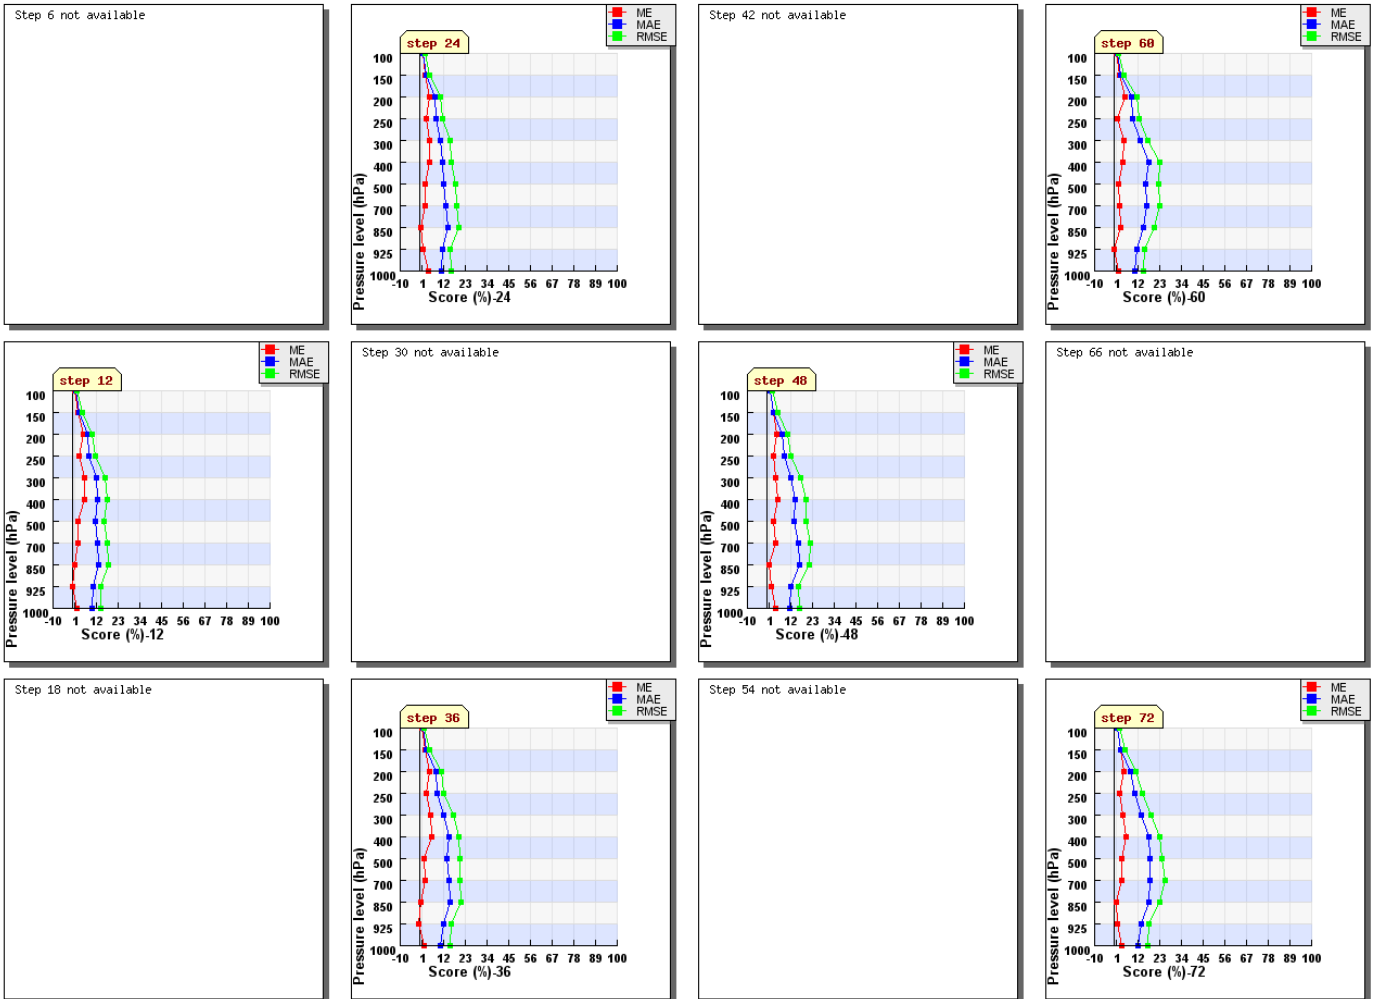 Step 6 not available
ME
MAE
RMSE
step 24
100
150
200
250
300
400
500
700
850
925
1000
Pressure level (hPa)
-10 1 12 23 34 45 56 67 78 89 100
Score (%)-24
Step 42 not available
ME
MAE
RMSE
step 60
100
150
200
250
300
400
500
700
850
925
1000
Pressure level (hPa)
-10 1 12 23 34 45 56 67 78 89 100
Score (%)-60
ME
MAE
RMSE
step 12
100
150
200
250
300
400
500
700
850
925
1000
Pressure level (hPa)
-10 1 12 23 34 45 56 67 78 89 100
Score (%)-12
Step 30 not available
ME
MAE
RMSE
step 48
100
150
200
250
300
400
500
700
850
925
1000
Pressure level (hPa)
-10 1 12 23 34 45 56 67 78 89 100
Score (%)-48
Step 66 not available
Step 18 not available
ME
MAE
RMSE
step 36
100
150
200
250
300
400
500
700
850
925
1000
Pressure level (hPa)
-10 1 12 23 34 45 56 67 78 89 100
Score (%)-36
Step 54 not available
ME
MAE
RMSE
step 72
100
150
200
250
300
400
500
700
850
925
1000
Pressure level (hPa)
-10 1 12 23 34 45 56 67 78 89 100
Score (%)-72